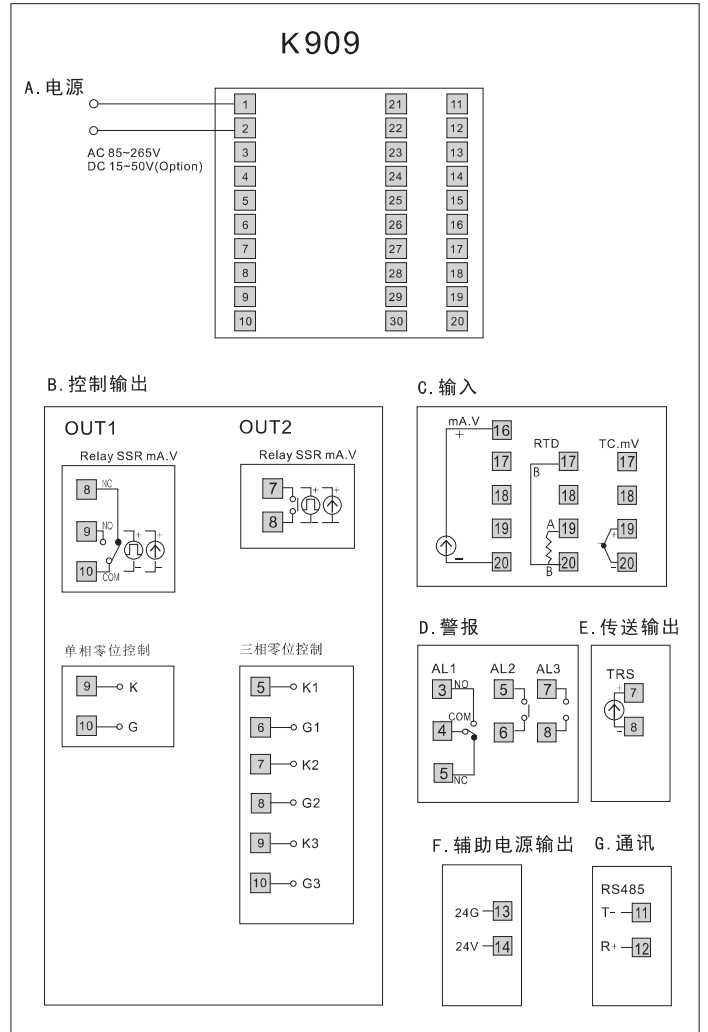 K909
A.电源
AC 85~265V
DC 15~50V(Option)
1 21 11
2 22 12
3 23 13
4 24 14
5 25 15
6 26 16
7 27 17
8 28 18
9 29 19
10 30 20
B.控制输出
OUT1
Relay SSR mA.V
8 NC
9 NO
10 COM
+ +
- -
OUT2
Relay SSR mA.V
7
8
+ +
- -
单相零位控制
9 K
10 G
三相零位控制
5 K1
6 G1
7 K2
8 G2
9 K3
10 G3
C.输入
mA.V
+
16
17
18
19
- 20
RTD
B 17
18
A 19
B 20
TC.mV
17
18
+ 19
- 20
D.警报
AL1
3 NO
4 COM
5 NC
AL2
5
6
AL3
7
8
E.传送输出
TRS
+ 7
- 8
F.辅助电源输出
24G 13
24V 14
G.通讯
RS485
T- 11
R+ 12